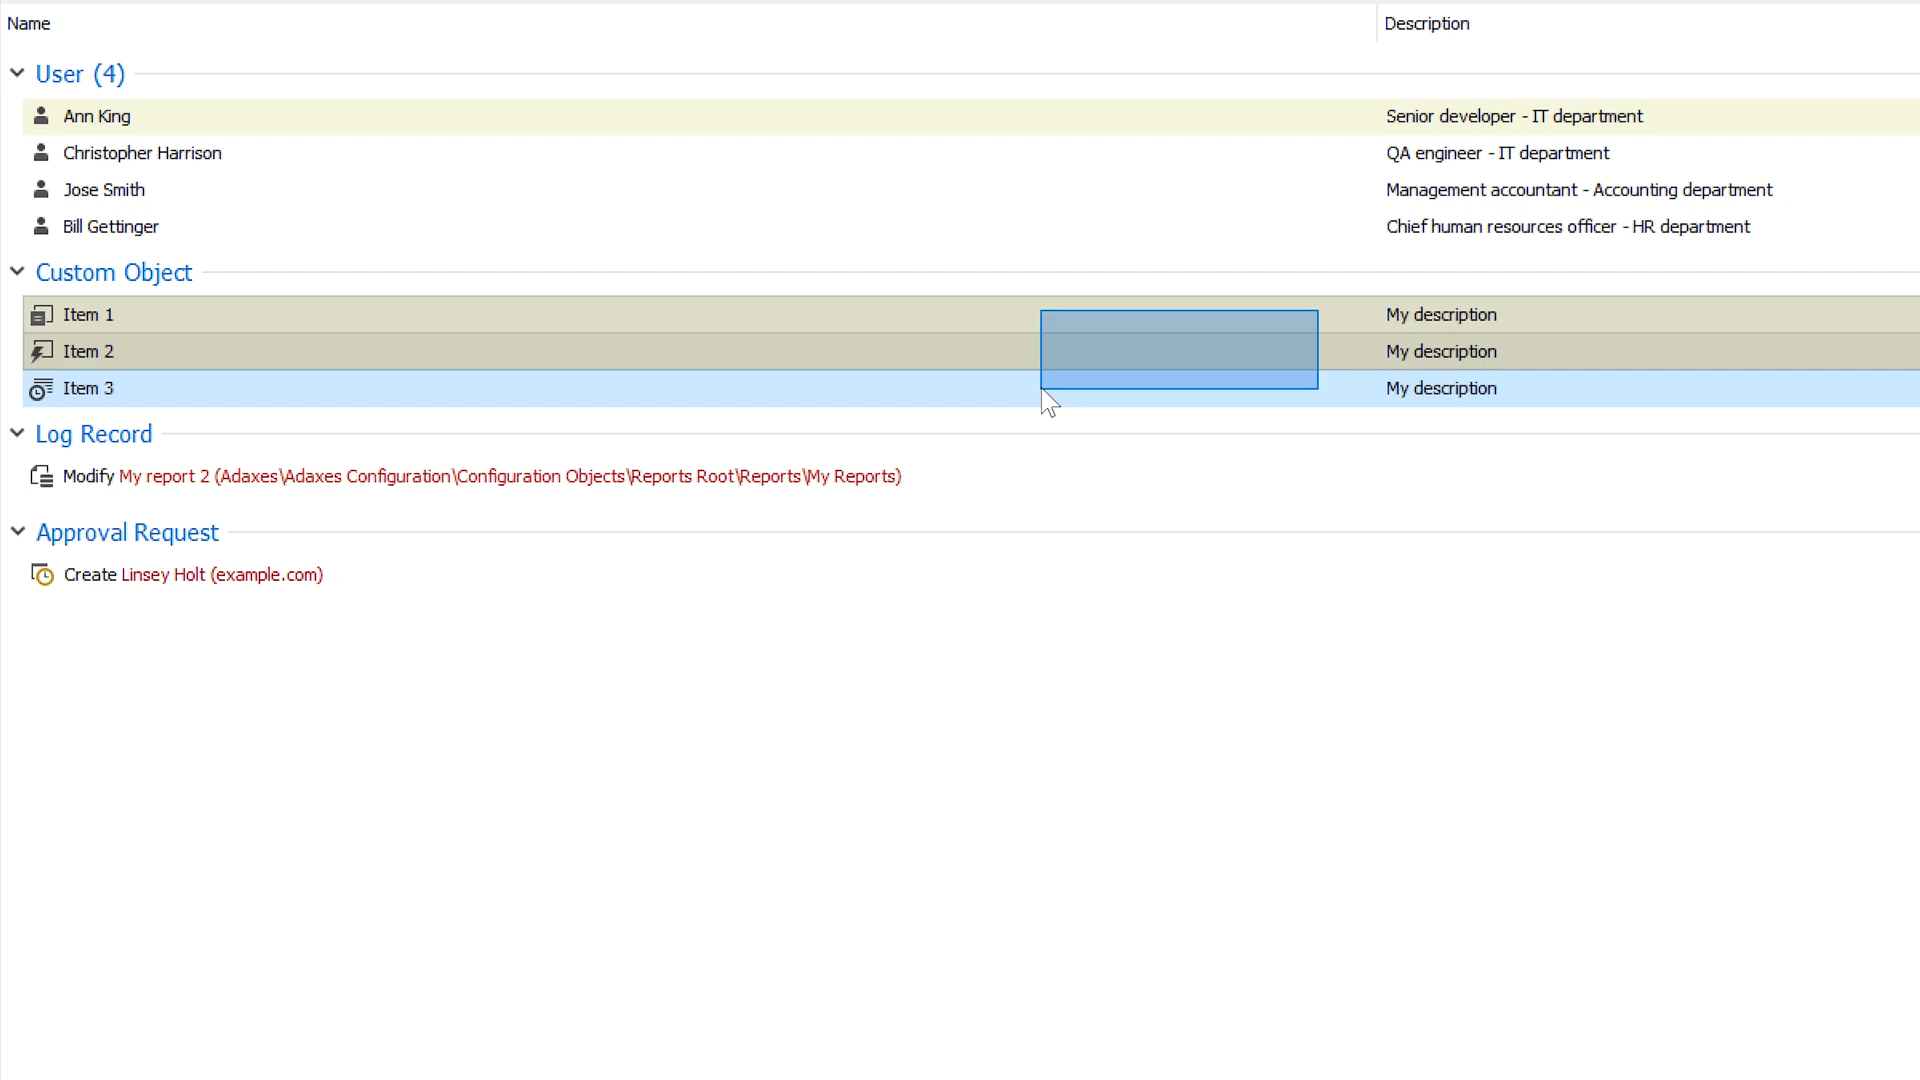 Name Description
User (4)
Ann King Senior developer - IT department
Christopher Harrison QA engineer - IT department
Jose Smith Management accountant - Accounting department
Bill Gettinger Chief human resources officer - HR department
Custom Object
Item 1 My description
Item 2 My description
Item 3 My description
Log Record
Modify My report 2 (Adaxes\Adaxes Configuration\Configuration Objects\Reports Root\Reports\My Reports)
Approval Request
Create Linsey Holt (example.com)